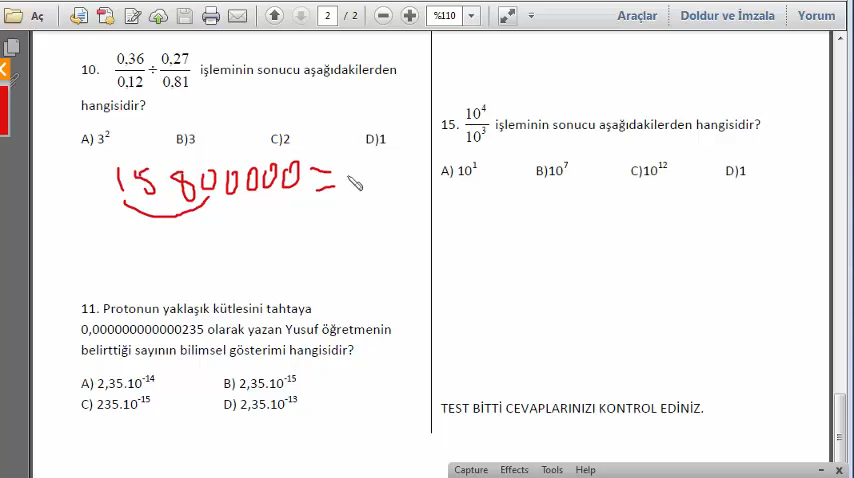 Aç 2 / 2 %110 Araçlar Doldur ve İmzala Yorum
10. 0,36/0,12 ÷ 0,27/0,81 işleminin sonucu aşağıdakilerden
hangisidir?
A) 3² B)3 C)2 D)1
15800000 =
11. Protonun yaklaşık kütlesini tahtaya
0,000000000000235 olarak yazan Yusuf öğretmenin
belirttiği sayının bilimsel gösterimi hangisidir?
A) 2,35.10⁻¹⁴ B) 2,35.10⁻¹⁵
C) 235.10⁻¹⁵ D) 2,35.10⁻¹³
15. 10⁴/10³ işleminin sonucu aşağıdakilerden hangisidir?
A) 10¹ B)10⁷ C)10¹² D)1
TEST BİTTİ CEVAPLARINIZI KONTROL EDİNİZ.
Capture Effects Tools Help